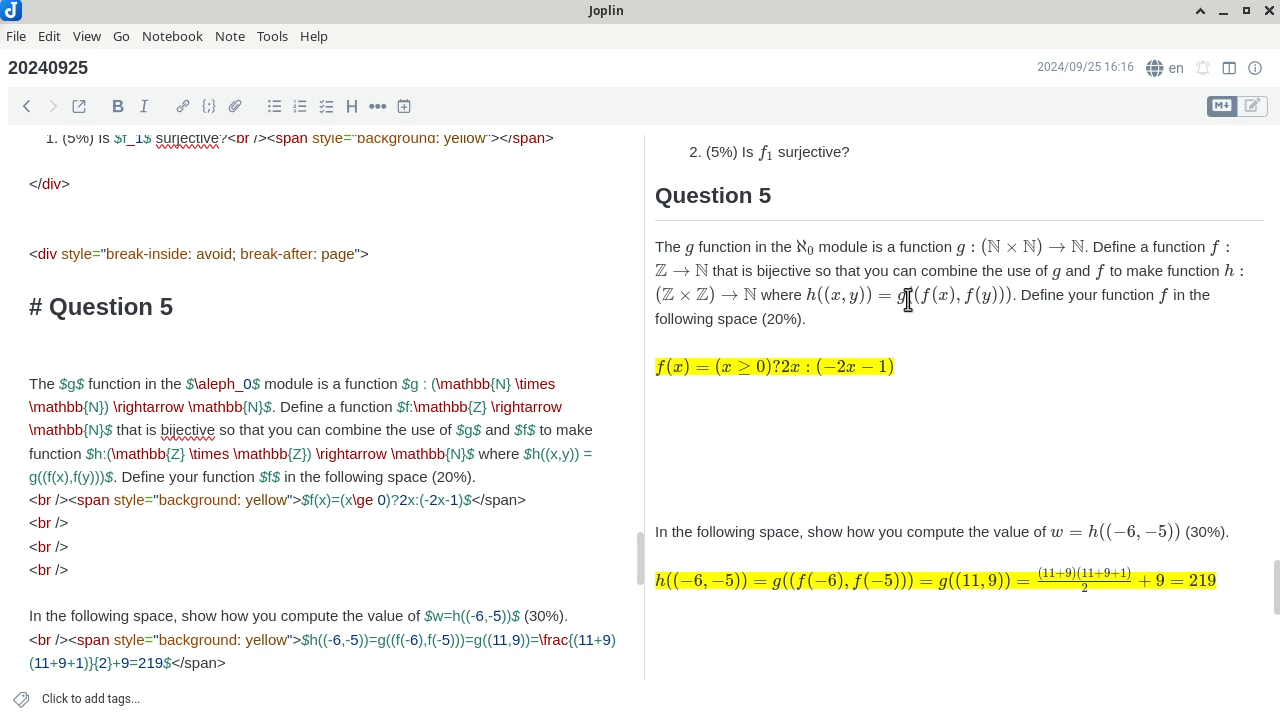 Joplin
File Edit View Go Notebook Note Tools Help
20240925
2024/09/25 16:16 en
1. (5%) Is $f_1$ surjective?<br /><span style="background: yellow"></span>
</div>
<div style="break-inside: avoid; break-after: page">
# Question 5
The $g$ function in the $\aleph_0$ module is a function $g : (\mathbb{N} \times
\mathbb{N}) \rightarrow \mathbb{N}$. Define a function $f:\mathbb{Z} \rightarrow
\mathbb{N}$ that is bijective so that you can combine the use of $g$ and $f$ to make
function $h:(\mathbb{Z} \times \mathbb{Z}) \rightarrow \mathbb{N}$ where $h((x,y)) =
g((f(x),f(y)))$. Define your function $f$ in the following space (20%).
<br /><span style="background: yellow">$f(x)=(x\ge 0)?2x:(-2x-1)$</span>
<br />
<br />
<br />
In the following space, show how you compute the value of $w=h((-6,-5))$ (30%).
<br /><span style="background: yellow">$h((-6,-5))=g((f(-6),f(-5)))=g((11,9))=\frac{(11+9)
(11+9+1)}{2}+9=219$</span>
2. (5%) Is f₁ surjective?
Question 5
The g function in the ℵ₀ module is a function g : (ℕ × ℕ) → ℕ. Define a function f :
ℤ → ℕ that is bijective so that you can combine the use of g and f to make function h :
(ℤ × ℤ) → ℕ where h((x, y)) = g((f(x), f(y))). Define your function f in the
following space (20%).
f(x) = (x ≥ 0)?2x : (−2x − 1)
In the following space, show how you compute the value of w = h((−6, −5)) (30%).
h((−6, −5)) = g((f(−6), f(−5))) = g((11, 9)) = (11+9)(11+9+1)/2 + 9 = 219
Click to add tags...